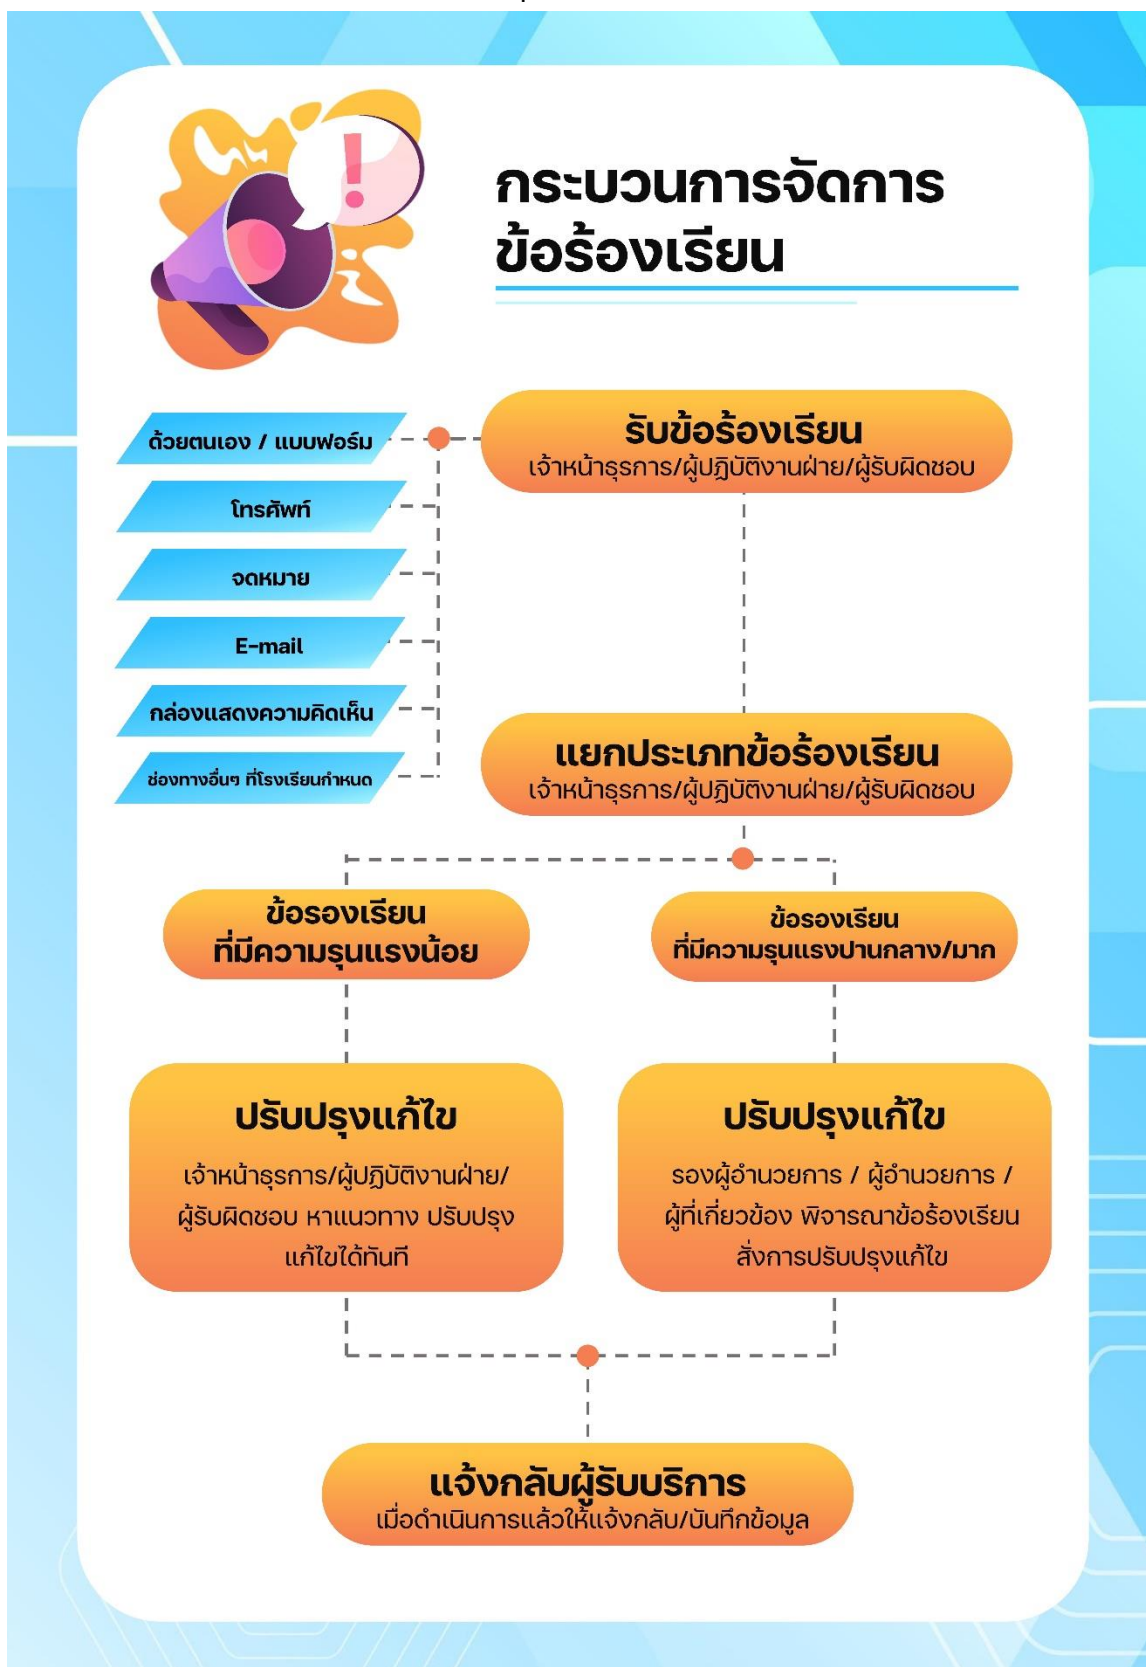 กระบวนการจัดการ
ข้อร้องเรียน
รับข้อร้องเรียน
เจ้าหน้าธุรการ/ผู้ปฏิบัติงานฝ่าย/ผู้รับผิดชอบ
ด้วยตนเอง / แบบฟอร์ม
โทรศัพท์
จดหมาย
E-mail
กล่องแสดงความคิดเห็น
ช่องทางอื่นๆ ที่โรงเรียนกำหนด
แยกประเภทข้อร้องเรียน
เจ้าหน้าธุรการ/ผู้ปฏิบัติงานฝ่าย/ผู้รับผิดชอบ
ข้อรองเรียน
ที่มีความรุนแรงน้อย
ข้อรองเรียน
ที่มีความรุนแรงปานกลาง/มาก
ปรับปรุงแก้ไข
เจ้าหน้าธุรการ/ผู้ปฏิบัติงานฝ่าย/
ผู้รับผิดชอบ หาแนวทาง ปรับปรุง
แก้ไขได้ทันที
ปรับปรุงแก้ไข
รองผู้อำนวยการ / ผู้อำนวยการ /
ผู้ที่เกี่ยวข้อง พิจารณาข้อร้องเรียน
สั่งการปรับปรุงแก้ไข
แจ้งกลับผู้รับบริการ
เมื่อดำเนินการแล้วให้แจ้งกลับ/บันทึกข้อมูล